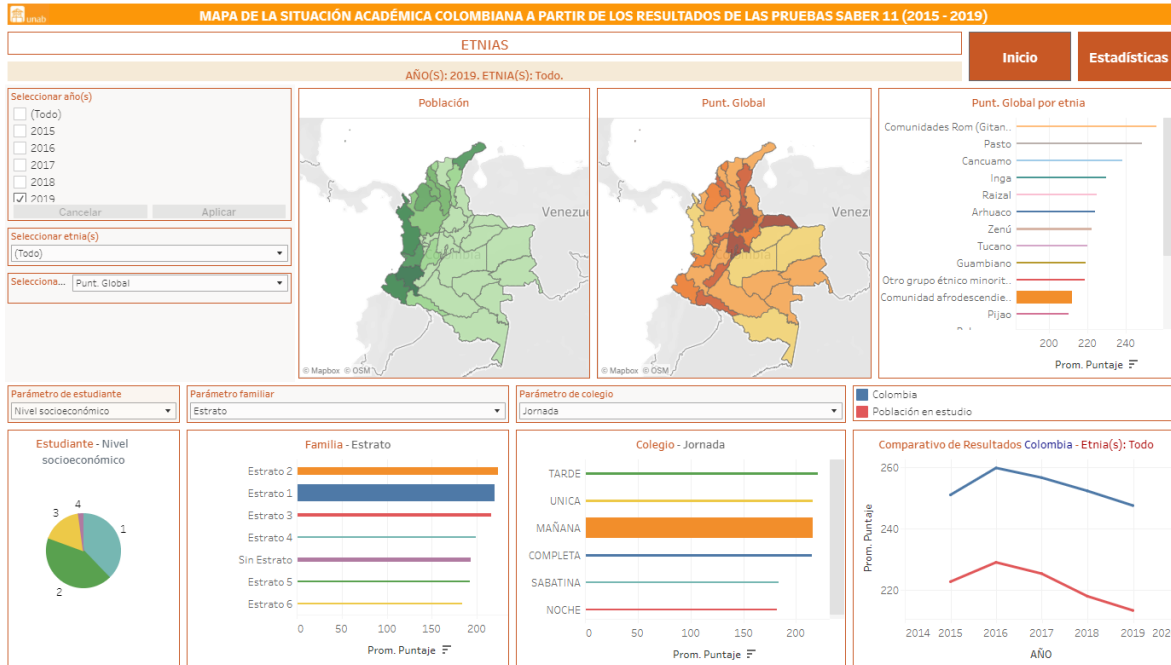 unab
MAPA DE LA SITUACIÓN ACADÉMICA COLOMBIANA A PARTIR DE LOS RESULTADOS DE LAS PRUEBAS SABER 11 (2015 - 2019)
ETNIAS
AÑO(S): 2019. ETNIA(S): Todo.
Inicio
Estadísticas
Seleccionar año(s)
(Todo)
2015
2016
2017
2018
2019
Cancelar
Aplicar
Seleccionar etnia(s)
(Todo)
Selecciona...
Punt. Global
Población
Venezu
© Mapbox © OSM
Punt. Global
Venez
© Mapbox © OSM
Punt. Global por etnia
Comunidades Rom (Gitan..
Pasto
Cancuamo
Inga
Raizal
Arhuaco
Zenú
Tucano
Guambiano
Otro grupo étnico minorit..
Comunidad afrodescendie..
Pijao
200 220 240
Prom. Puntaje
Parámetro de estudiante
Nivel socioeconómico
Parámetro familiar
Estrato
Parámetro de colegio
Jornada
Colombia
Población en estudio
Estudiante - Nivel
socioeconómico
4
3
1
2
Familia - Estrato
Estrato 2
Estrato 1
Estrato 3
Estrato 4
Sin Estrato
Estrato 5
Estrato 6
0 50 100 150 200
Prom. Puntaje
Colegio - Jornada
TARDE
UNICA
MAÑANA
COMPLETA
SABATINA
NOCHE
0 50 100 150 200
Prom. Puntaje
Comparativo de Resultados Colombia - Etnia(s): Todo
260
240
220
Prom. Puntaje
2014 2015 2016 2017 2018 2019 202
AÑO